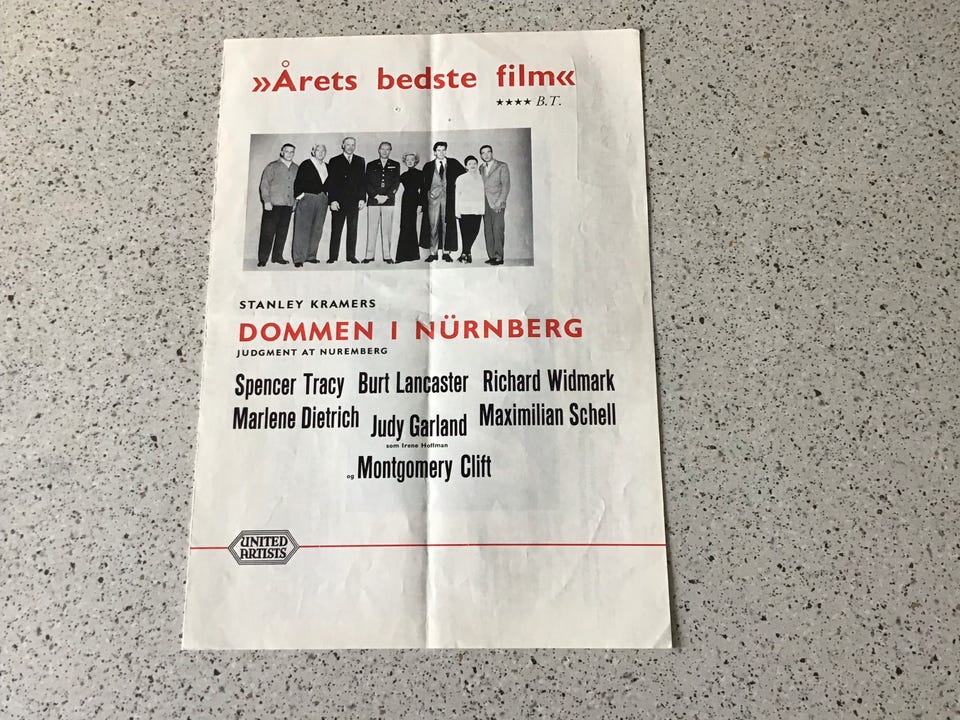 »Årets bedste film«
★★★★ B.T.
STANLEY KRAMERS
DOMMEN I NÜRNBERG
JUDGMENT AT NUREMBERG
Spencer Tracy Burt Lancaster Richard Widmark
Marlene Dietrich Judy Garland Maximilian Schell
som Irene Hoffman
og Montgomery Clift
UNITED
ARTISTS